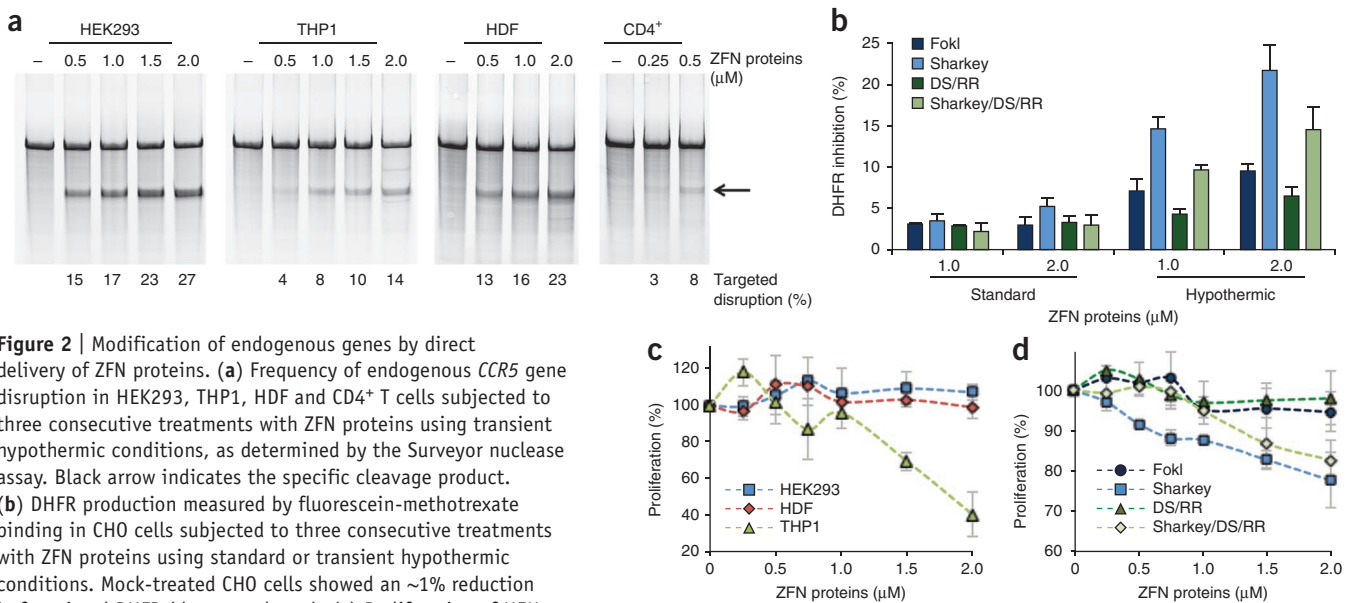 a
HEK293 THP1 HDF CD4+
– 0.5 1.0 1.5 2.0 – 0.5 1.0 1.5 2.0 – 0.5 1.0 2.0 – 0.25 0.5 ZFN proteins (μM)
15 17 23 27 4 8 10 14 13 16 23 3 8 Targeted disruption (%)
b
FokI
Sharkey
DS/RR
Sharkey/DS/RR
DHFR inhibition (%)
25
20
15
10
5
0
1.0 2.0 1.0 2.0
Standard Hypothermic
ZFN proteins (μM)
Figure 2 | Modification of endogenous genes by direct
delivery of ZFN proteins. (a) Frequency of endogenous CCR5 gene
disruption in HEK293, THP1, HDF and CD4+ T cells subjected to
three consecutive treatments with ZFN proteins using transient
hypothermic conditions, as determined by the Surveyor nuclease
assay. Black arrow indicates the specific cleavage product.
(b) DHFR production measured by fluorescein-methotrexate
binding in CHO cells subjected to three consecutive treatments
with ZFN proteins using standard or transient hypothermic
conditions. Mock-treated CHO cells showed an ~1% reduction
c
Proliferation (%)
120
100
80
60
40
20
HEK293
HDF
THP1
0 0.5 1.0 1.5 2.0
ZFN proteins (μM)
d
Proliferation (%)
100
90
80
70
60
FokI
Sharkey
DS/RR
Sharkey/DS/RR
0 0.5 1.0 1.5 2.0
ZFN proteins (μM)